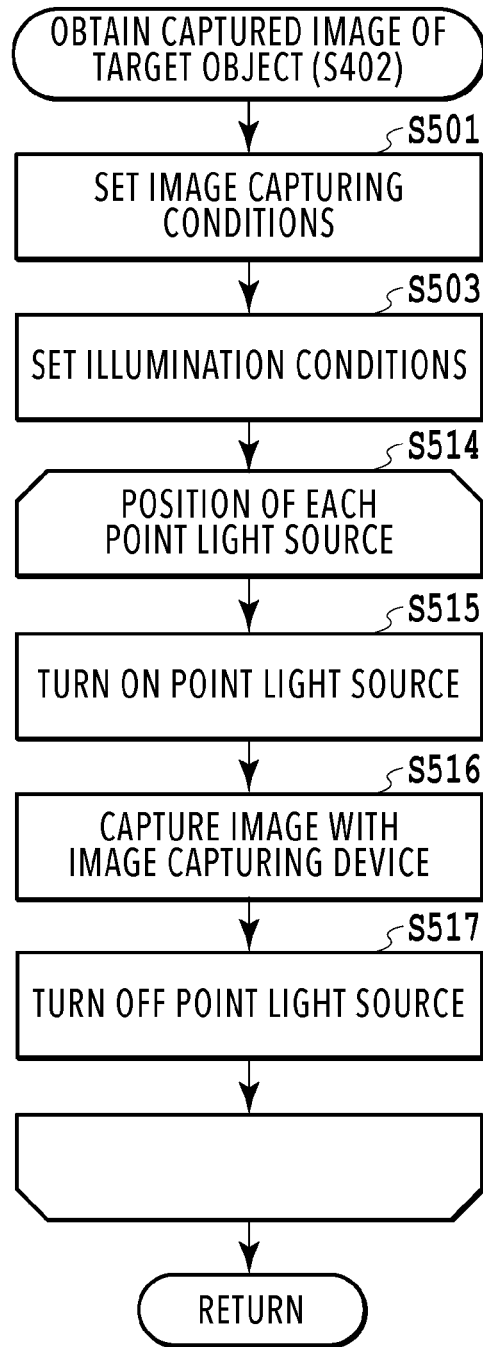 OBTAIN CAPTURED IMAGE OF
TARGET OBJECT (S402)
S501
SET IMAGE CAPTURING
CONDITIONS
S503
SET ILLUMINATION CONDITIONS
S514
POSITION OF EACH
POINT LIGHT SOURCE
S515
TURN ON POINT LIGHT SOURCE
S516
CAPTURE IMAGE WITH
IMAGE CAPTURING DEVICE
S517
TURN OFF POINT LIGHT SOURCE
RETURN